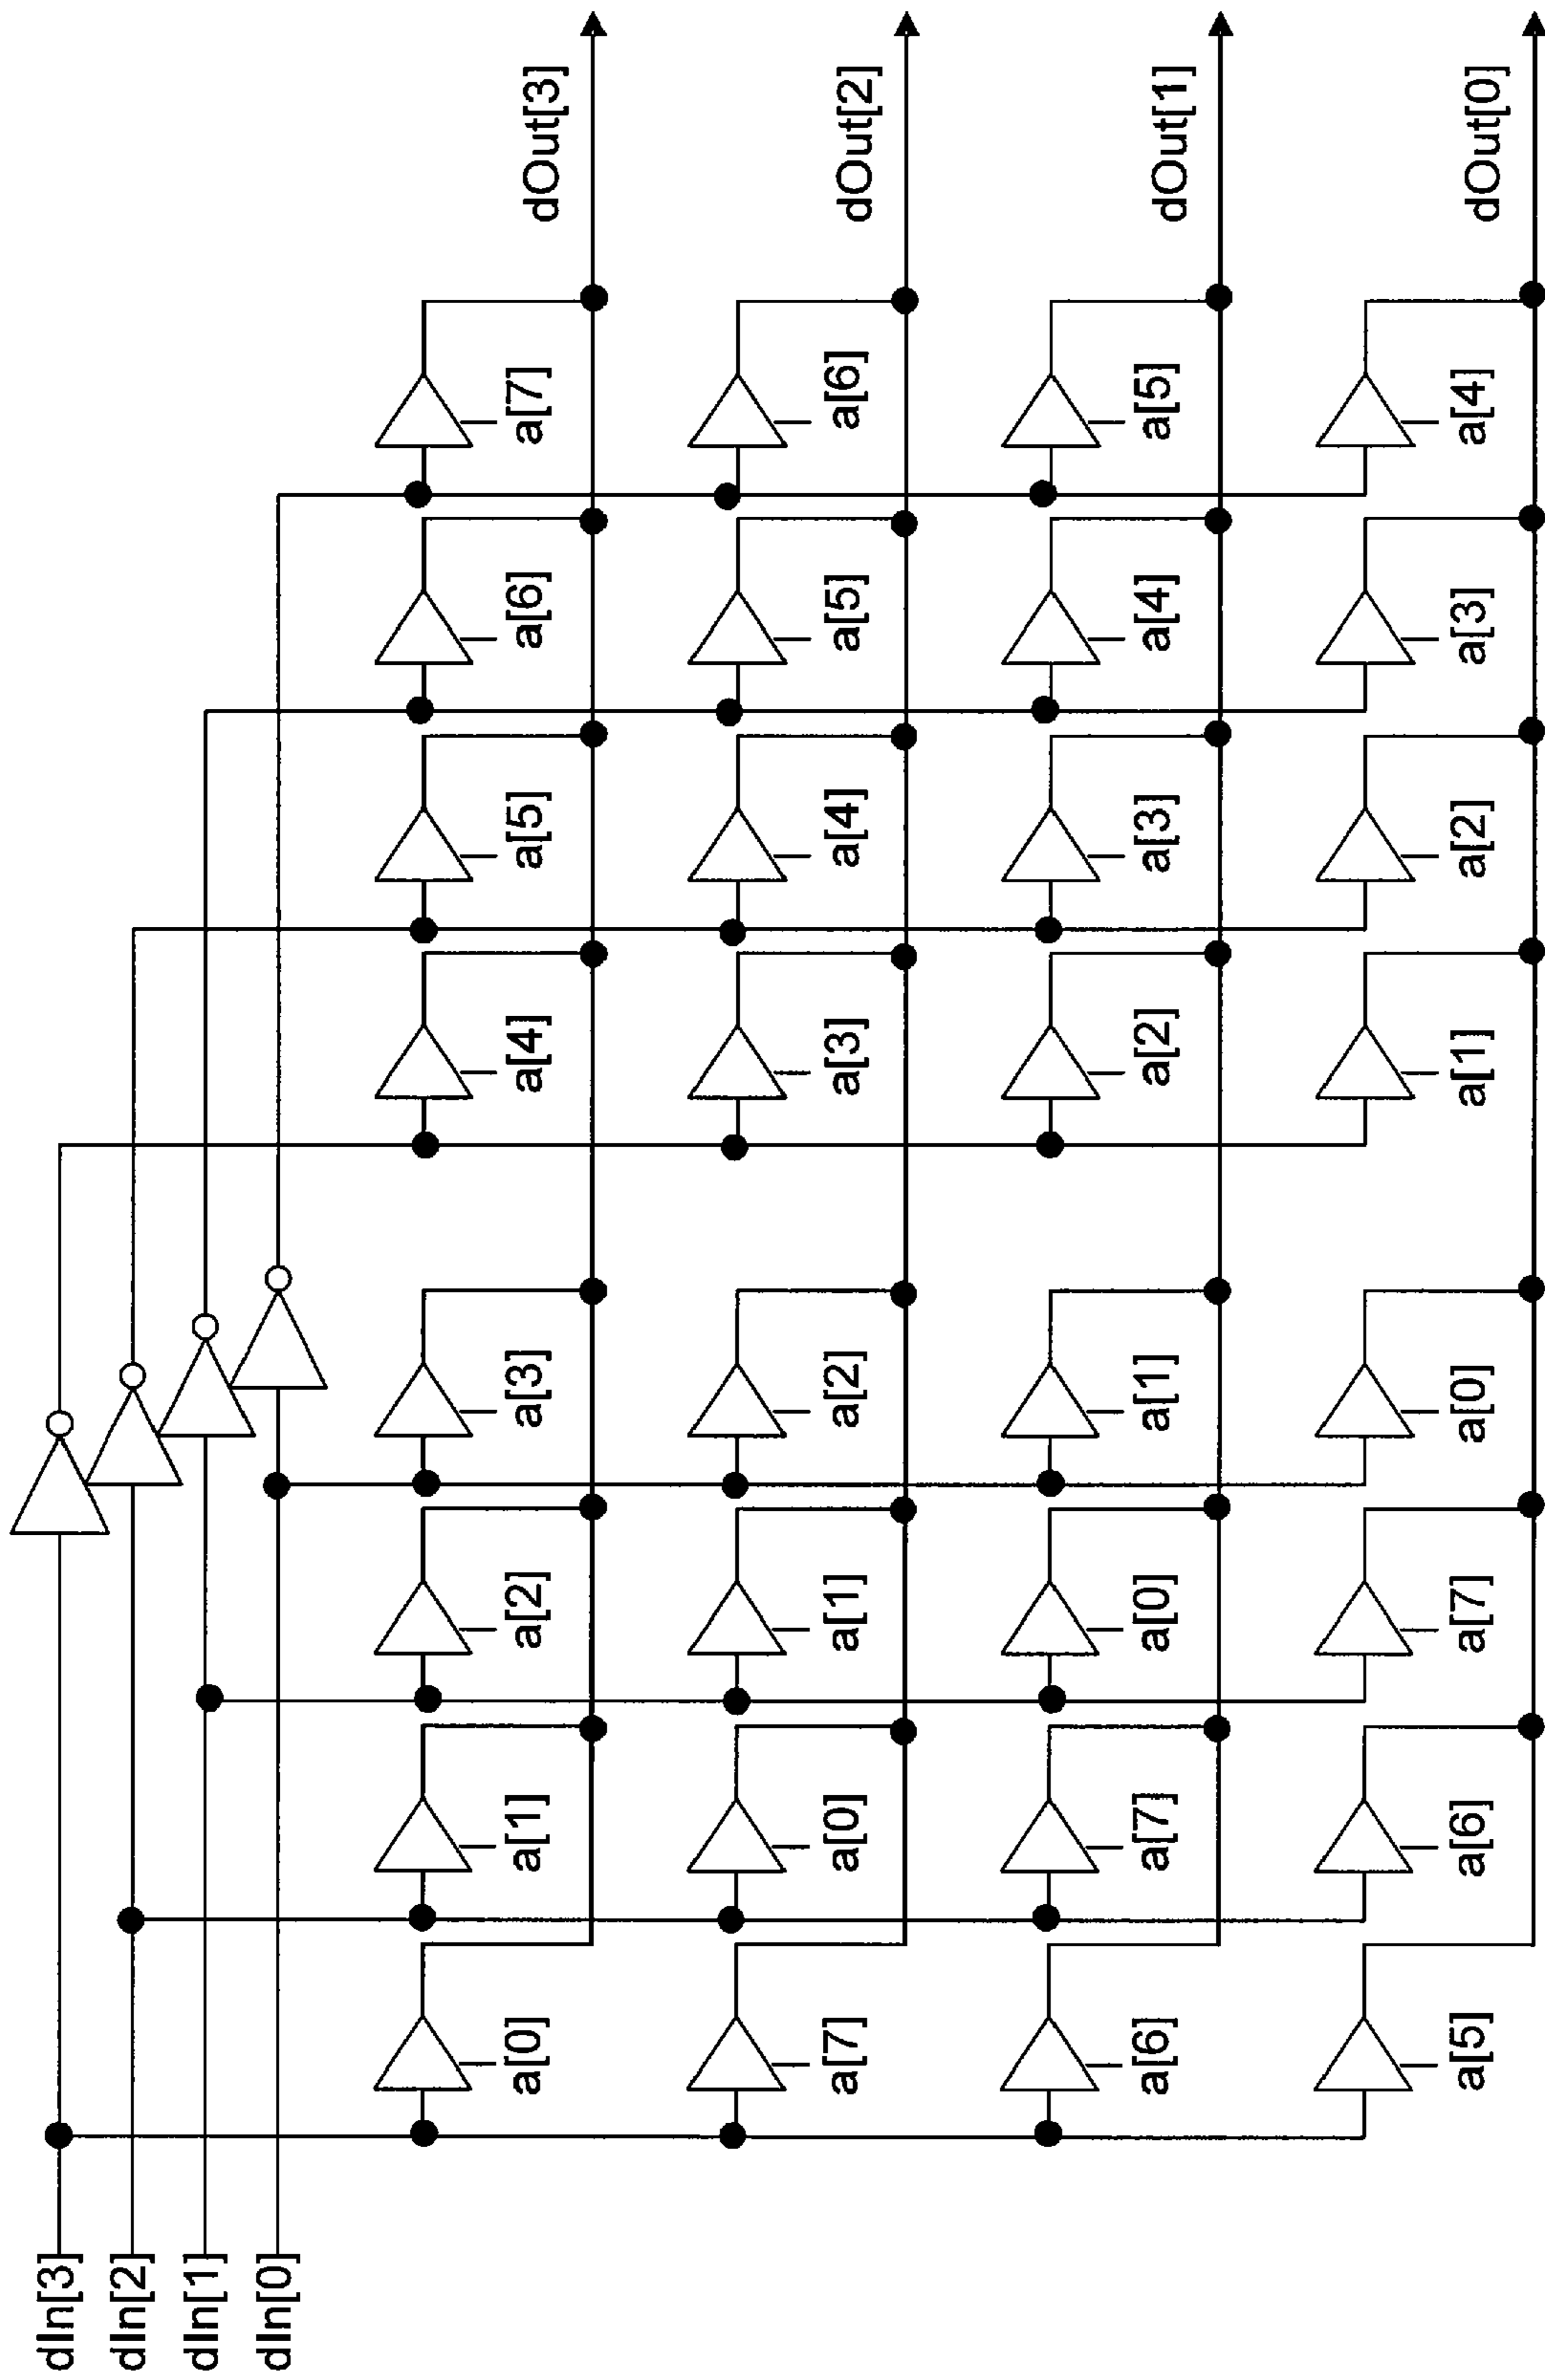 dIn[3]
dIn[2]
dIn[1]
dIn[0]
a[0] a[1] a[2] a[3] a[4] a[5] a[6] a[7] dOut[3]
a[7] a[0] a[1] a[2] a[3] a[4] a[5] a[6] dOut[2]
a[6] a[7] a[0] a[1] a[2] a[3] a[4] a[5] dOut[1]
a[5] a[6] a[7] a[0] a[1] a[2] a[3] a[4] dOut[0]